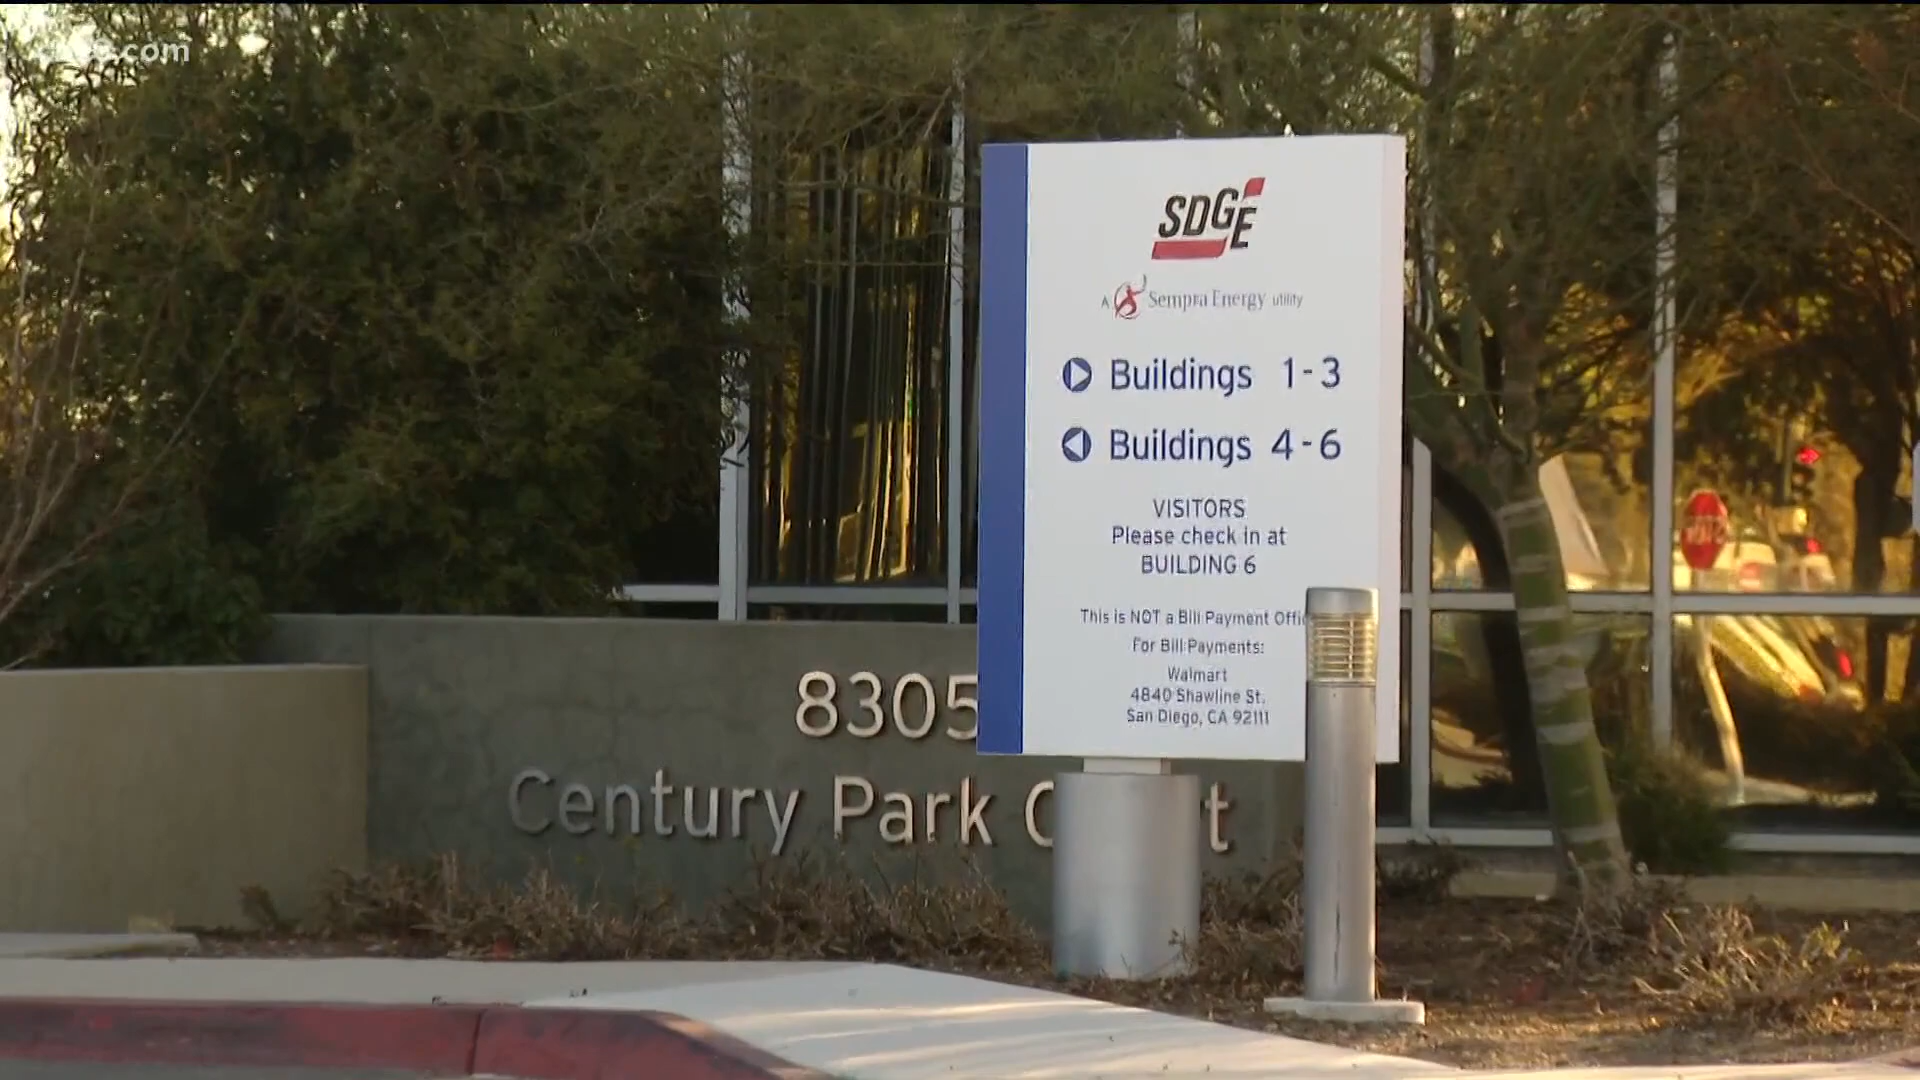 .com
SDGE
A Sempra Energy utility
Buildings 1-3
Buildings 4-6
VISITORS
Please check in at
BUILDING 6
This is NOT a Bill Payment
For Bill Payments:
Walmart
4840 Shawline St.
San Diego, CA 92111
8305
Century Park